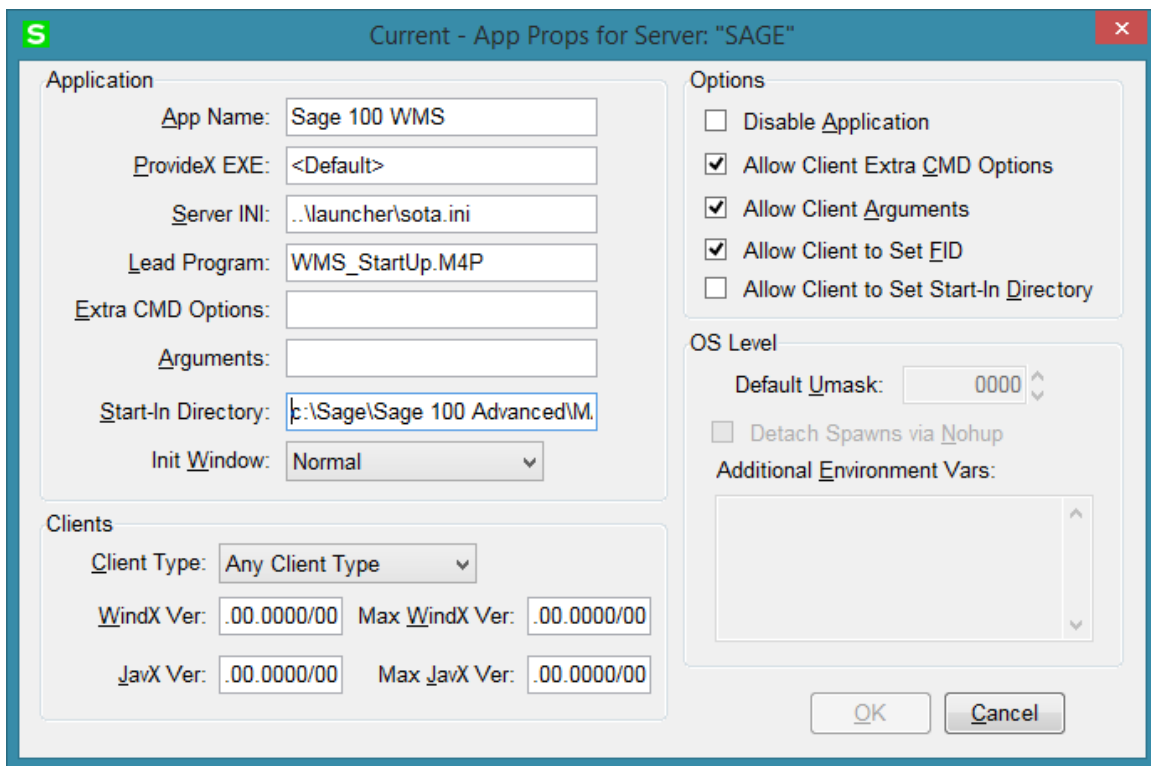 S
Current - App Props for Server: "SAGE"
Application
App Name: Sage 100 WMS
ProvideX EXE: <Default>
Server INI: ..\launcher\sota.ini
Lead Program: WMS_StartUp.M4P
Extra CMD Options:
Arguments:
Start-In Directory: c:\Sage\Sage 100 Advanced\M.
Init Window: Normal
Clients
Client Type: Any Client Type
WindX Ver: .00.0000/00 Max WindX Ver: .00.0000/00
JavX Ver: .00.0000/00 Max JavX Ver: .00.0000/00
Options
Disable Application
Allow Client Extra CMD Options
Allow Client Arguments
Allow Client to Set FID
Allow Client to Set Start-In Directory
OS Level
Default Umask: 0000
Detach Spawns via Nohup
Additional Environment Vars:
OK Cancel